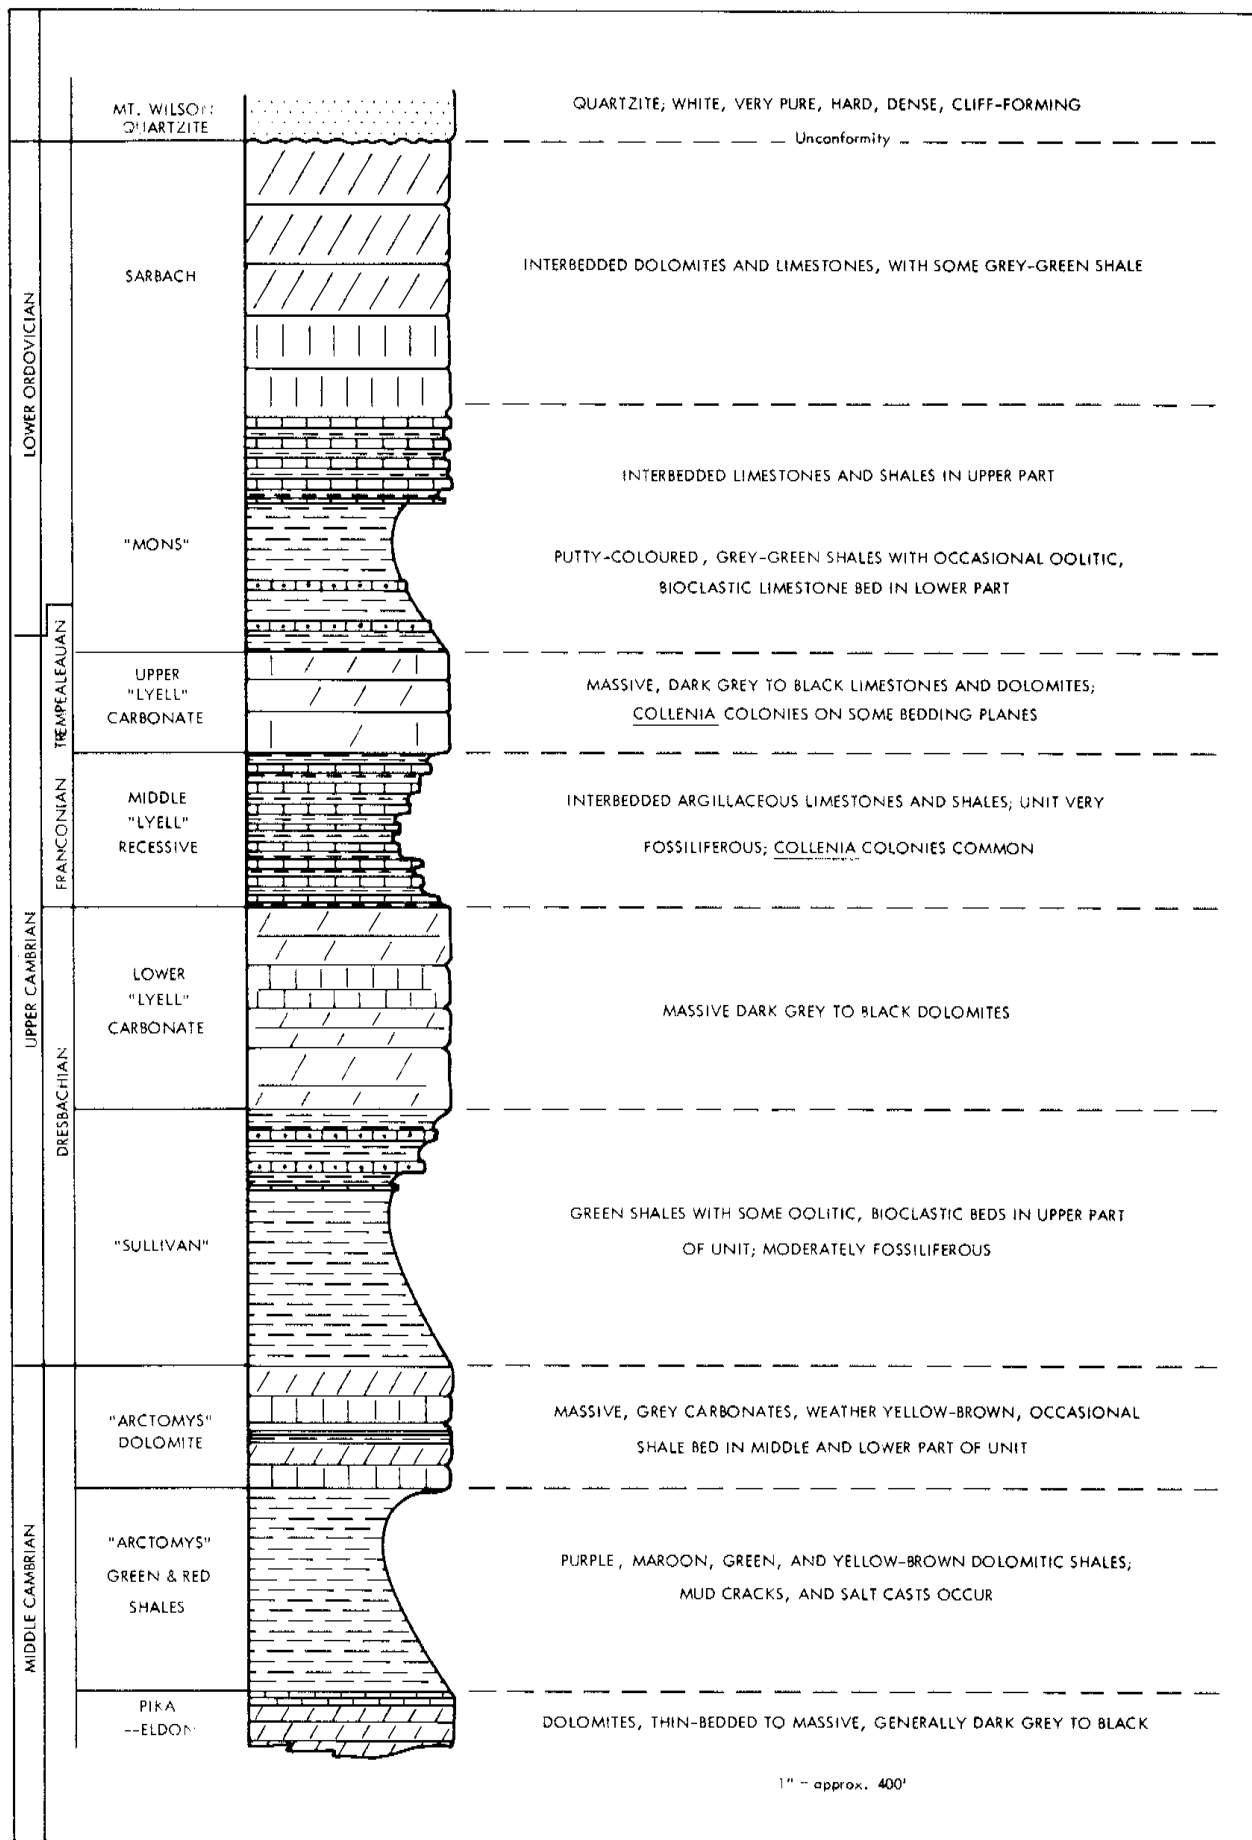 MT. WILSON
QUARTZITE
QUARTZITE; WHITE, VERY PURE, HARD, DENSE, CLIFF-FORMING
Unconformity
SARBACH
INTERBEDDED DOLOMITES AND LIMESTONES, WITH SOME GREY-GREEN SHALE
LOWER ORDOVICIAN
"MONS"
INTERBEDDED LIMESTONES AND SHALES IN UPPER PART
PUTTY-COLOURED, GREY-GREEN SHALES WITH OCCASIONAL OOLITIC,
BIOCLASTIC LIMESTONE BED IN LOWER PART
TREMPEALEAUAN
UPPER
"LYELL"
CARBONATE
MASSIVE, DARK GREY TO BLACK LIMESTONES AND DOLOMITES;
COLLENIA COLONIES ON SOME BEDDING PLANES
FRANCONIAN
MIDDLE
"LYELL"
RECESSIVE
INTERBEDDED ARGILLACEOUS LIMESTONES AND SHALES; UNIT VERY
FOSSILIFEROUS; COLLENIA COLONIES COMMON
UPPER CAMBRIAN
DRESBACHIAN
LOWER
"LYELL"
CARBONATE
MASSIVE DARK GREY TO BLACK DOLOMITES
"SULLIVAN"
GREEN SHALES WITH SOME OOLITIC, BIOCLASTIC BEDS IN UPPER PART
OF UNIT; MODERATELY FOSSILIFEROUS
MIDDLE CAMBRIAN
"ARCTOMYS"
DOLOMITE
MASSIVE, GREY CARBONATES, WEATHER YELLOW-BROWN, OCCASIONAL
SHALE BED IN MIDDLE AND LOWER PART OF UNIT
"ARCTOMYS"
GREEN & RED
SHALES
PURPLE, MAROON, GREEN, AND YELLOW-BROWN DOLOMITIC SHALES;
MUD CRACKS, AND SALT CASTS OCCUR
PIKA
--ELDON
DOLOMITES, THIN-BEDDED TO MASSIVE, GENERALLY DARK GREY TO BLACK
1" - approx. 400'